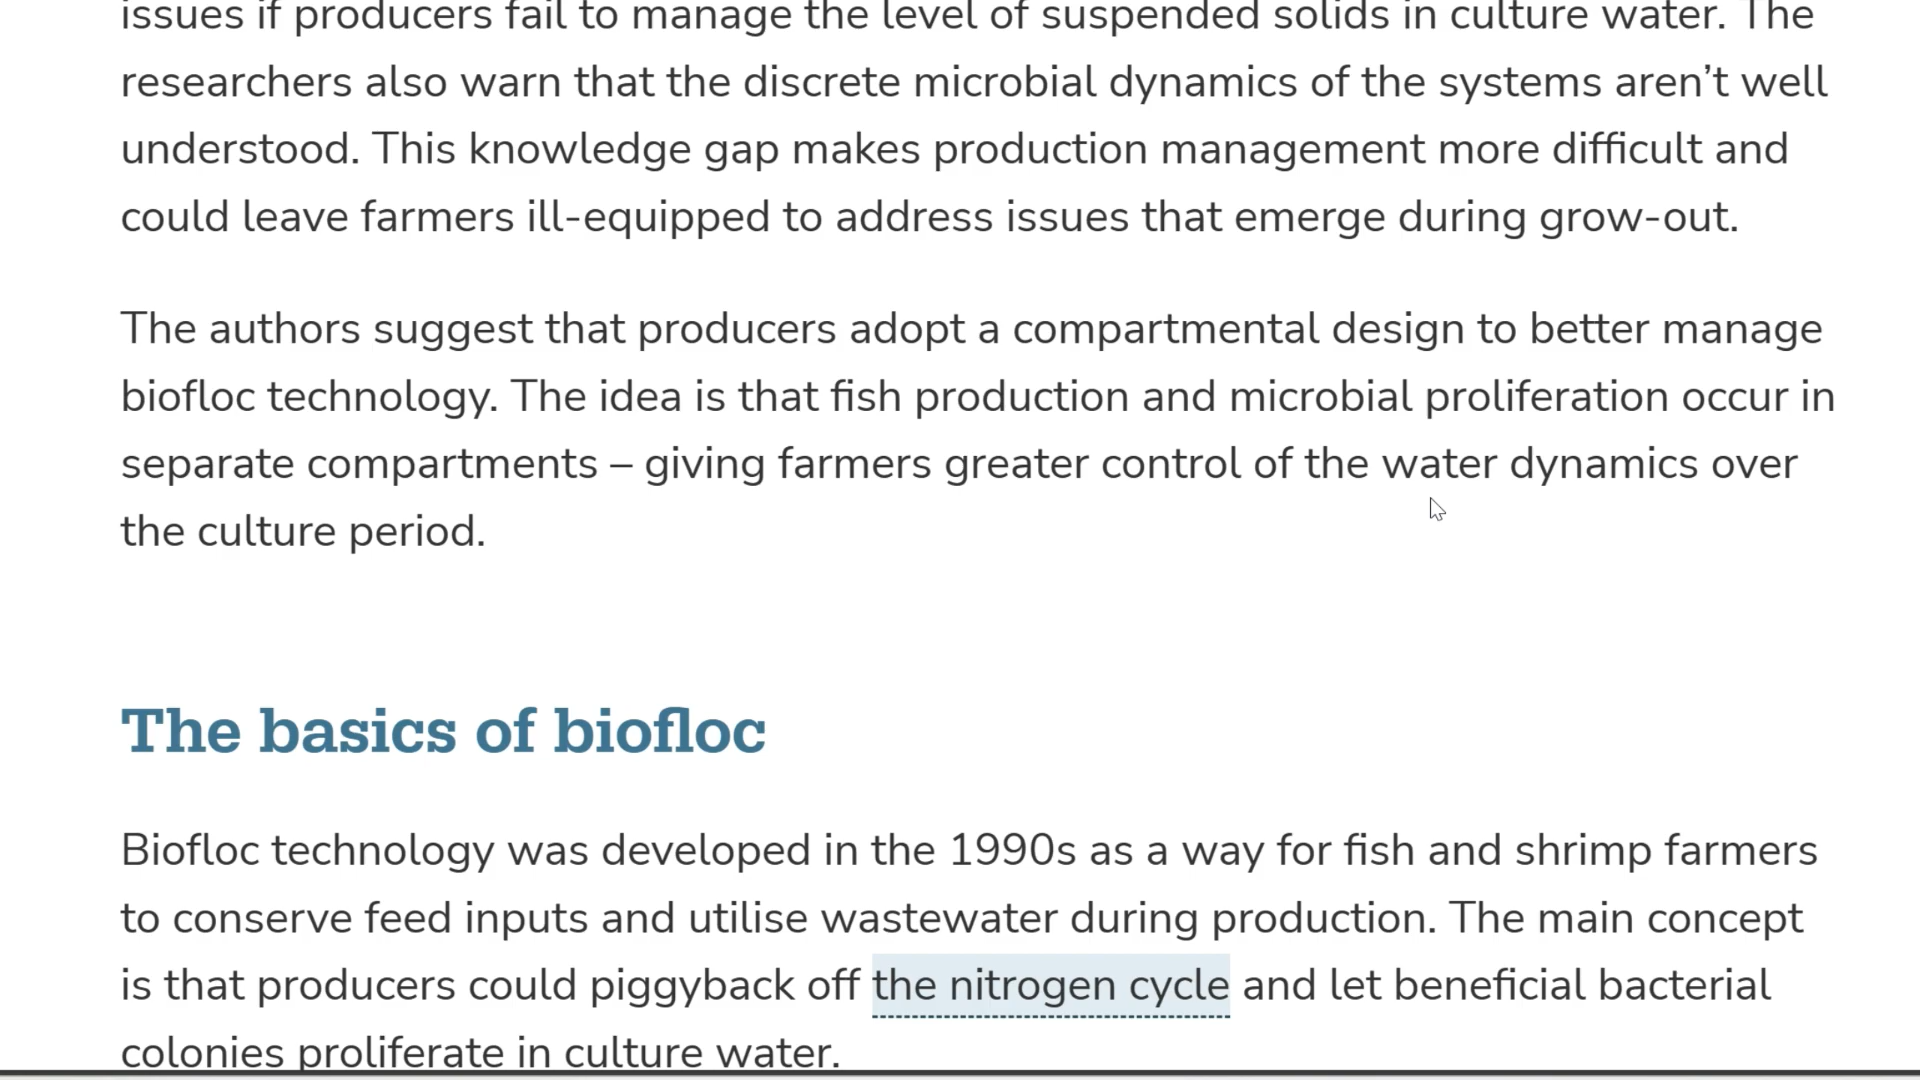 issues if producers fail to manage the level of suspended solids in culture water. The
researchers also warn that the discrete microbial dynamics of the systems aren’t well
understood. This knowledge gap makes production management more difficult and
could leave farmers ill-equipped to address issues that emerge during grow-out.
The authors suggest that producers adopt a compartmental design to better manage
biofloc technology. The idea is that fish production and microbial proliferation occur in
separate compartments – giving farmers greater control of the water dynamics over
the culture period.
The basics of biofloc
Biofloc technology was developed in the 1990s as a way for fish and shrimp farmers
to conserve feed inputs and utilise wastewater during production. The main concept
is that producers could piggyback off the nitrogen cycle and let beneficial bacterial
colonies proliferate in culture water.